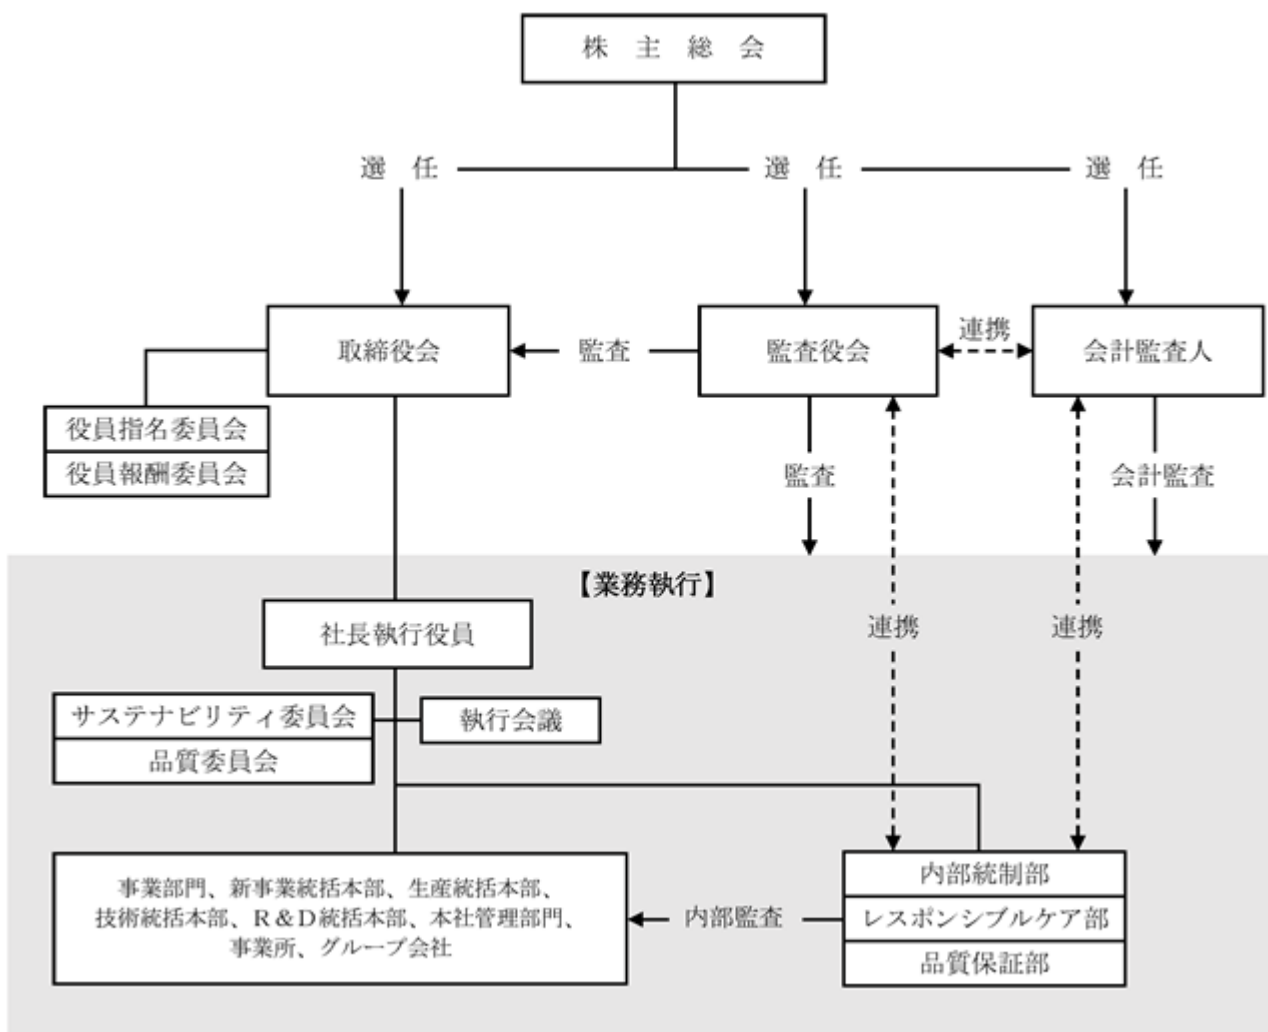 株主総会
選任
選任
選任
取締役会
監査
監査役会
連携
会計監査人
役員指名委員会
役員報酬委員会
監査
会計監査
【業務執行】
社長執行役員
連携
連携
サステナビリティ委員会
品質委員会
執行会議
事業部門、新事業統括本部、生産統括本部、
技術統括本部、R&D統括本部、本社管理部門、
事業所、グループ会社
内部監査
内部統制部
レスポンシブルケア部
品質保証部